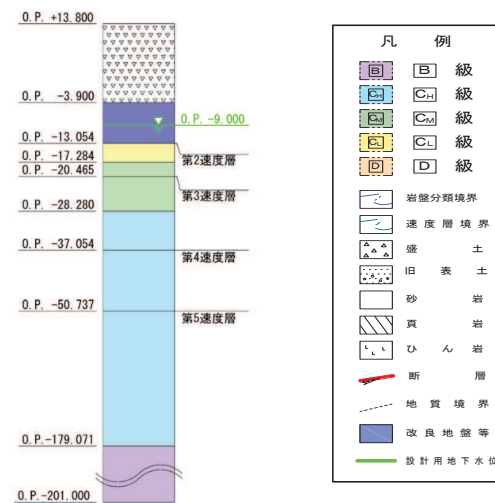 O.P. +13.800
O.P. -3.900
O.P. -9.000
O.P. -13.054
第2速度層
O.P. -17.284
O.P. -20.465
第3速度層
O.P. -28.280
O.P. -37.054
第4速度層
O.P. -50.737
第5速度層
O.P.-179.071
O.P.-201.000
凡 例
B B 級
CH CH 級
CM CM 級
CL CL 級
D D 級
岩盤分類境界
速度層境界
盛土
旧表土
砂岩
頁岩
ひん岩
断層
地質境界
改良地盤等
設計用地下水位